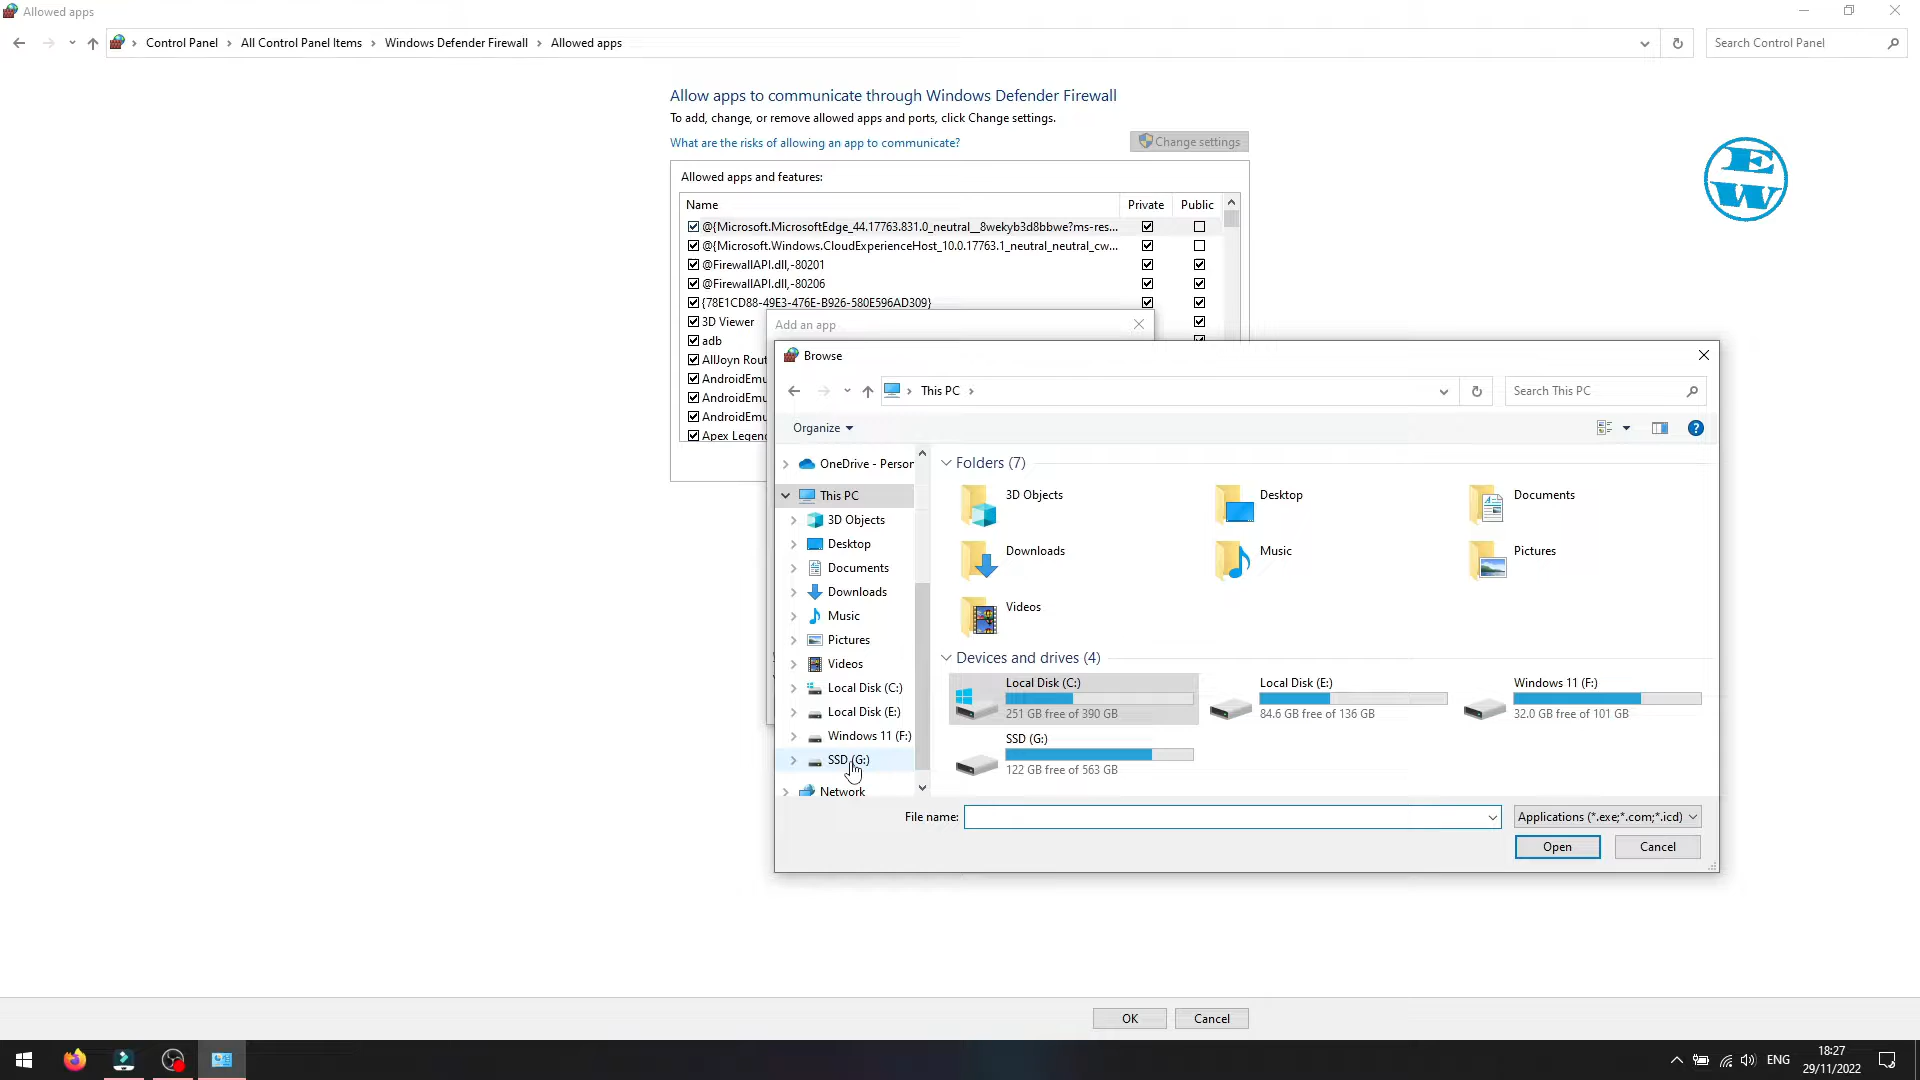 Allowed apps
Control Panel
All Control Panel Items
Windows Defender Firewall
Allowed apps
Search Control Panel
Allow apps to communicate through Windows Defender Firewall
To add, change, or remove allowed apps and ports, click Change settings.
What are the risks of allowing an app to communicate?
Change settings
E
W
Allowed apps and features:
Name Private Public
@{Microsoft.MicrosoftEdge_44.17763.831.0_neutral__8wekyb3d8bbwe?ms-res...
@{Microsoft.Windows.CloudExperienceHost_10.0.17763.1_neutral_neutral_cw...
@FirewallAPI.dll,-80201
@FirewallAPI.dll,-80206
{78E1CD88-49E3-476E-B926-580E596AD309}
3D Viewer
adb
AllJoyn Rout
AndroidEmu
AndroidEmu
AndroidEmu
Apex Legend
Add an app
Browse
This PC
Search This PC
Organize
OneDrive - Person
This PC
3D Objects
Desktop
Documents
Downloads
Music
Pictures
Videos
Local Disk (C:)
Local Disk (E:)
Windows 11 (F:)
SSD (G:)
Network
Folders (7)
3D Objects
Desktop
Documents
Downloads
Music
Pictures
Videos
Devices and drives (4)
Local Disk (C:)
251 GB free of 390 GB
Local Disk (E:)
84.6 GB free of 136 GB
Windows 11 (F:)
32.0 GB free of 101 GB
SSD (G:)
122 GB free of 563 GB
File name:
Applications (*.exe;*.com;*.icd)
Open
Cancel
OK
Cancel
ENG
18:27
29/11/2022